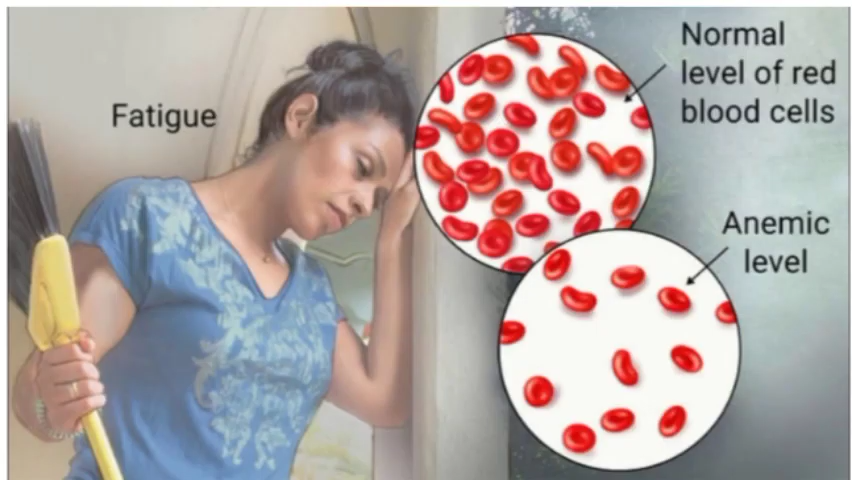 Fatigue
Normal
level of red
blood cells
Anemic
level